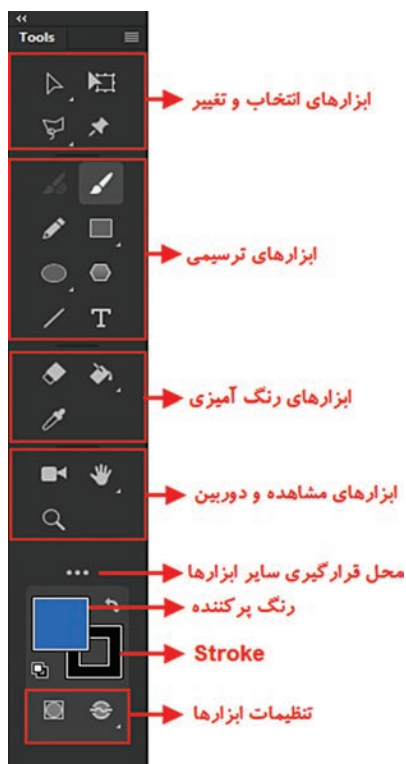 Tools
ابزارهای انتخاب و تغییر
ابزارهای ترسیمی
ابزارهای رنگ آمیزی
ابزارهای مشاهده و دوربین
محل قرارگیری سایر ابزارها
رنگ پرکننده
Stroke
تنظیمات ابزارها